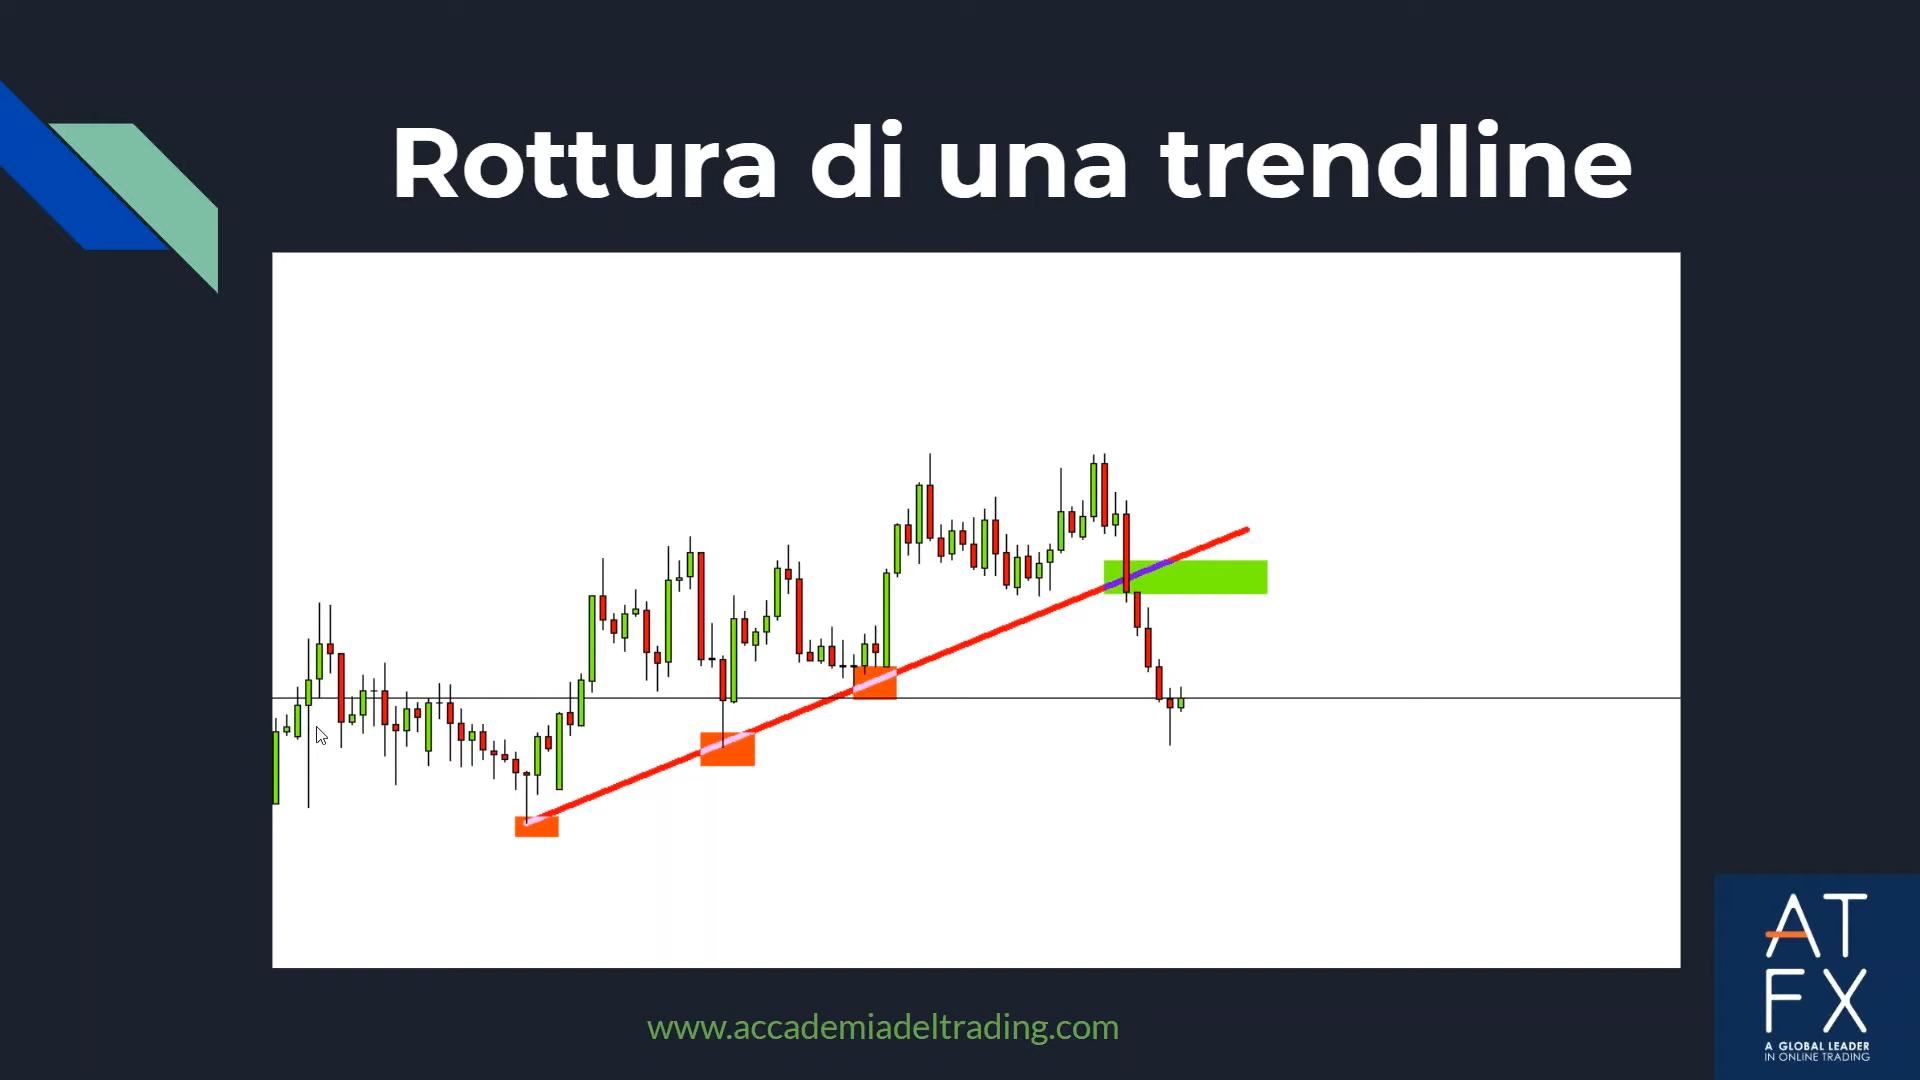 Rottura di una trendline
www.accademiadeltrading.com
AT
FX
A GLOBAL LEADER
IN ONLINE TRADING